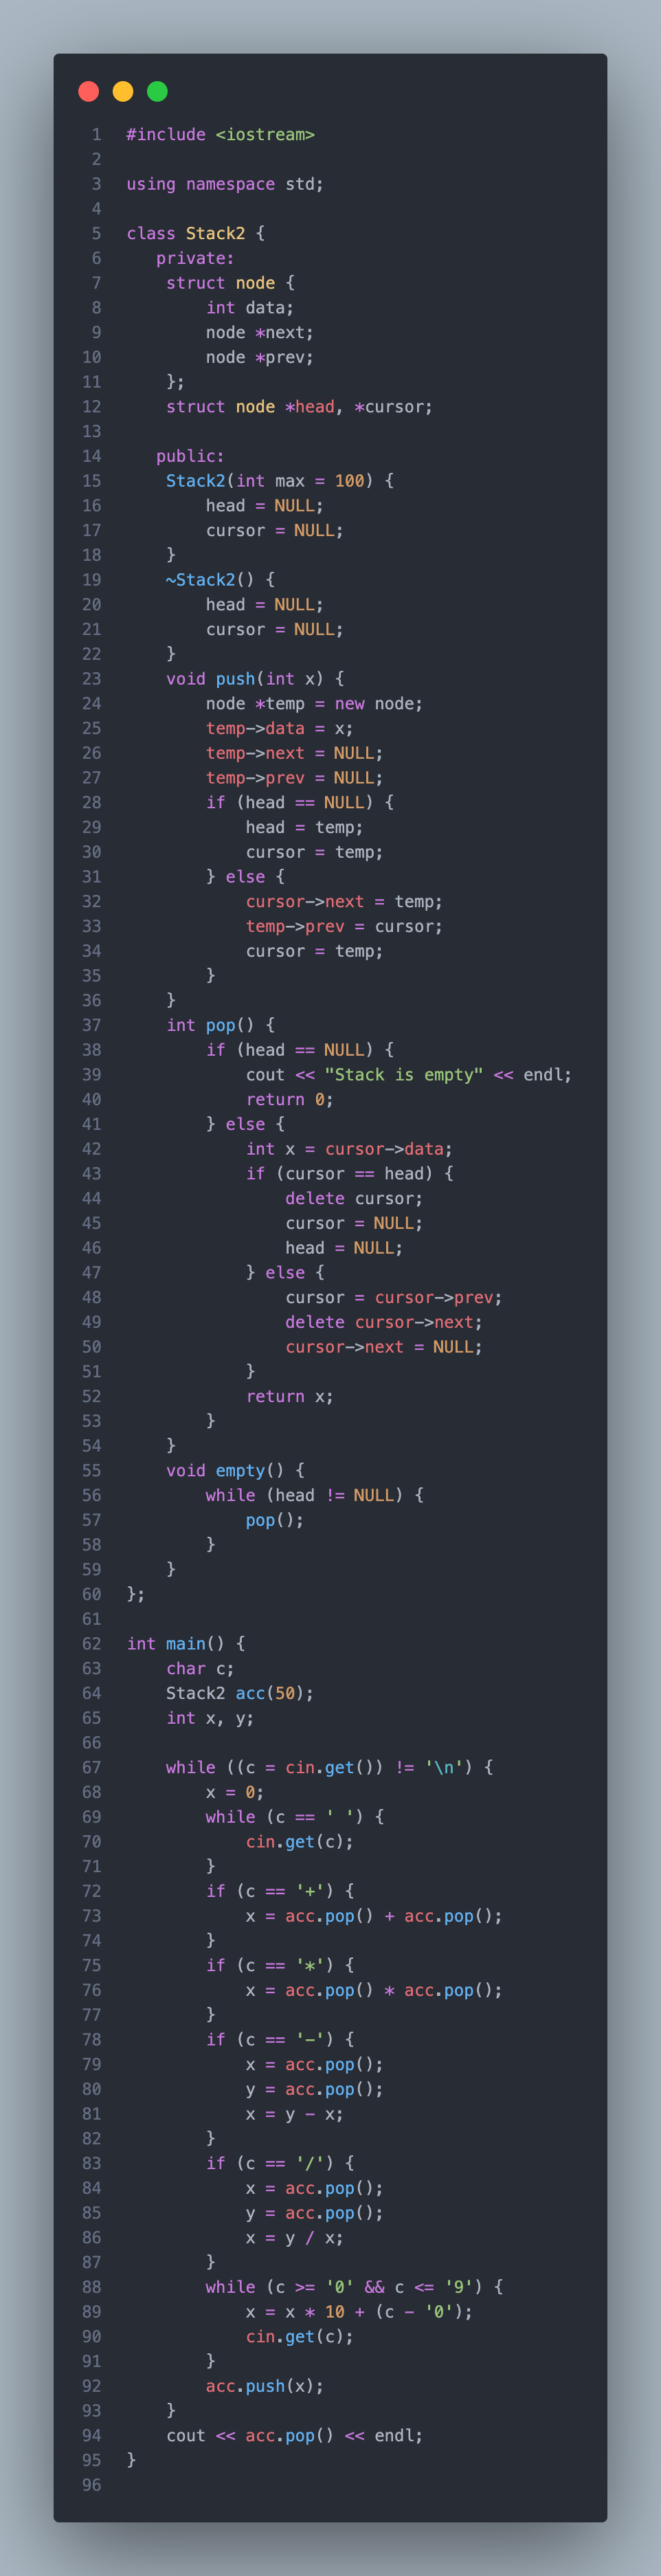 1 #include <iostream>
2
3 using namespace std;
4
5 class Stack2 {
6    private:
7     struct node {
8         int data;
9         node *next;
10         node *prev;
11     };
12     struct node *head, *cursor;
13
14    public:
15     Stack2(int max = 100) {
16         head = NULL;
17         cursor = NULL;
18     }
19     ~Stack2() {
20         head = NULL;
21         cursor = NULL;
22     }
23     void push(int x) {
24         node *temp = new node;
25         temp->data = x;
26         temp->next = NULL;
27         temp->prev = NULL;
28         if (head == NULL) {
29             head = temp;
30             cursor = temp;
31         } else {
32             cursor->next = temp;
33             temp->prev = cursor;
34             cursor = temp;
35         }
36     }
37     int pop() {
38         if (head == NULL) {
39             cout << "Stack is empty" << endl;
40             return 0;
41         } else {
42             int x = cursor->data;
43             if (cursor == head) {
44                 delete cursor;
45                 cursor = NULL;
46                 head = NULL;
47             } else {
48                 cursor = cursor->prev;
49                 delete cursor->next;
50                 cursor->next = NULL;
51             }
52             return x;
53         }
54     }
55     void empty() {
56         while (head != NULL) {
57             pop();
58         }
59     }
60 };
61
62 int main() {
63     char c;
64     Stack2 acc(50);
65     int x, y;
66
67     while ((c = cin.get()) != '\n') {
68         x = 0;
69         while (c == ' ') {
70             cin.get(c);
71         }
72         if (c == '+') {
73             x = acc.pop() + acc.pop();
74         }
75         if (c == '*') {
76             x = acc.pop() * acc.pop();
77         }
78         if (c == '-') {
79             x = acc.pop();
80             y = acc.pop();
81             x = y - x;
82         }
83         if (c == '/') {
84             x = acc.pop();
85             y = acc.pop();
86             x = y / x;
87         }
88         while (c >= '0' && c <= '9') {
89             x = x * 10 + (c - '0');
90             cin.get(c);
91         }
92         acc.push(x);
93     }
94     cout << acc.pop() << endl;
95 }
96